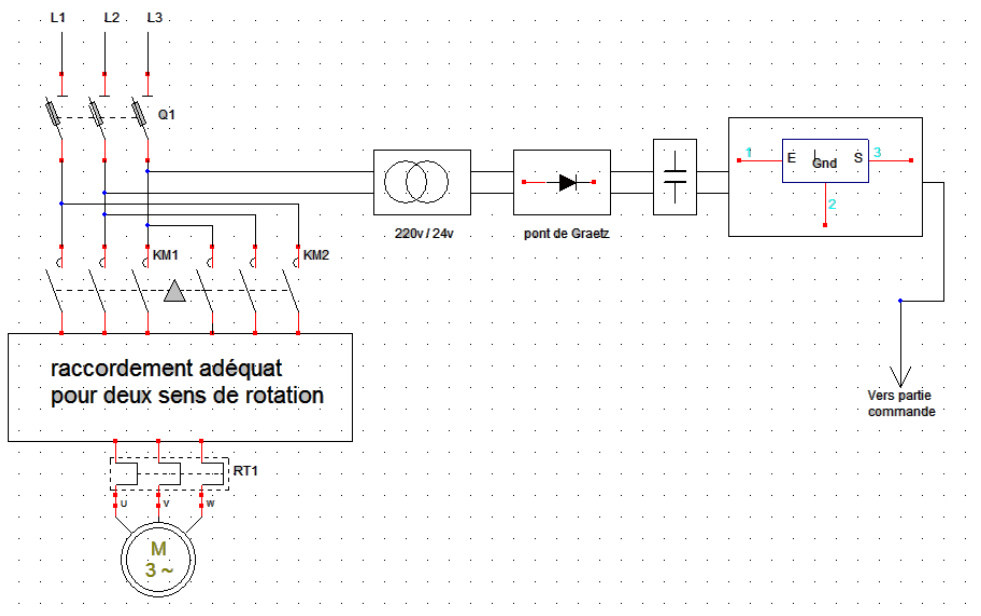 L1 L2 L3
Q1
1 E Gnd S 3
2
220v / 24v
pont de Graetz
KM1 KM2
raccordement adéquat
pour deux sens de rotation
Vers partie
commande
RT1
U V W
M
3 ~